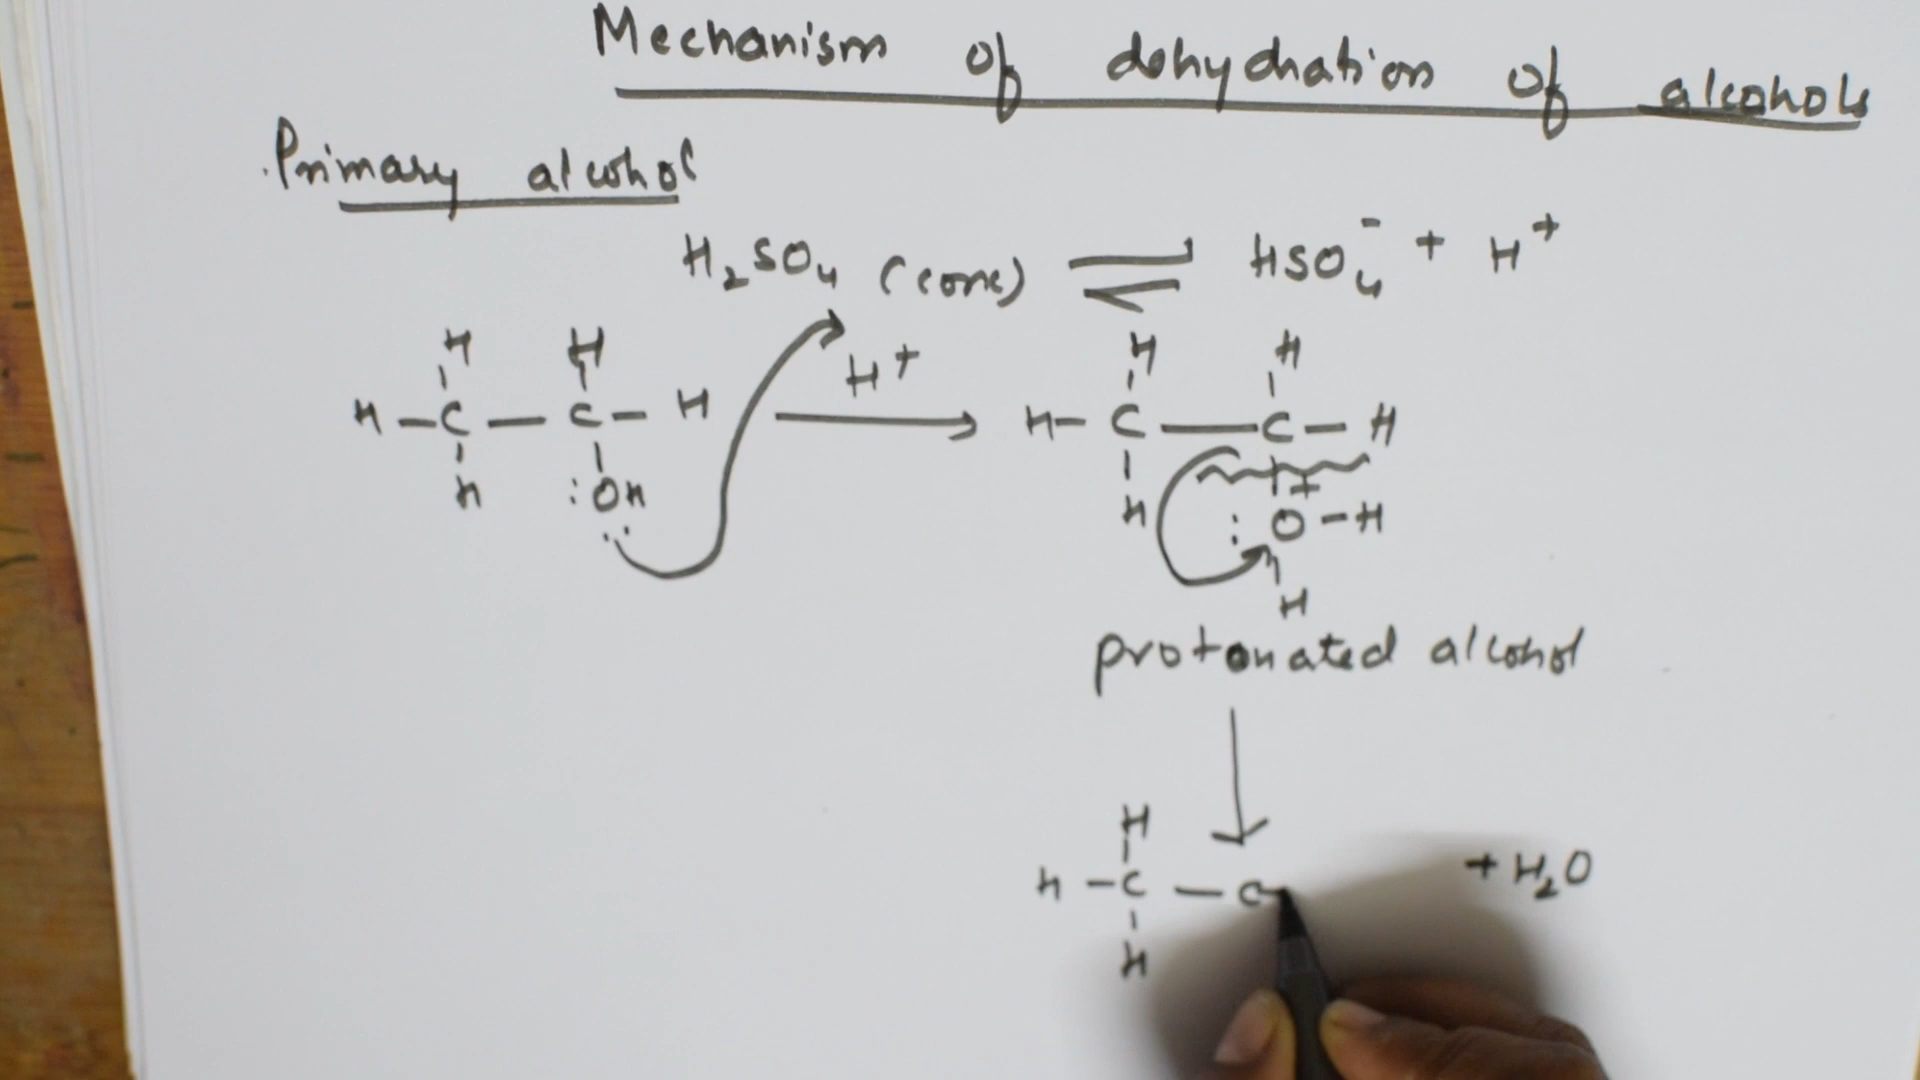 Mechanism of dehydration of alcohols
Primary alcohol
H₂SO₄ (conc) ⇌ HSO₄⁻ + H⁺
H H H⁺ H H
H – C — C – H ⟶ H – C — C – H
H :OH H : O⁺ – H
H
protonated alcohol
↓
H
H – C — C + H₂O
H